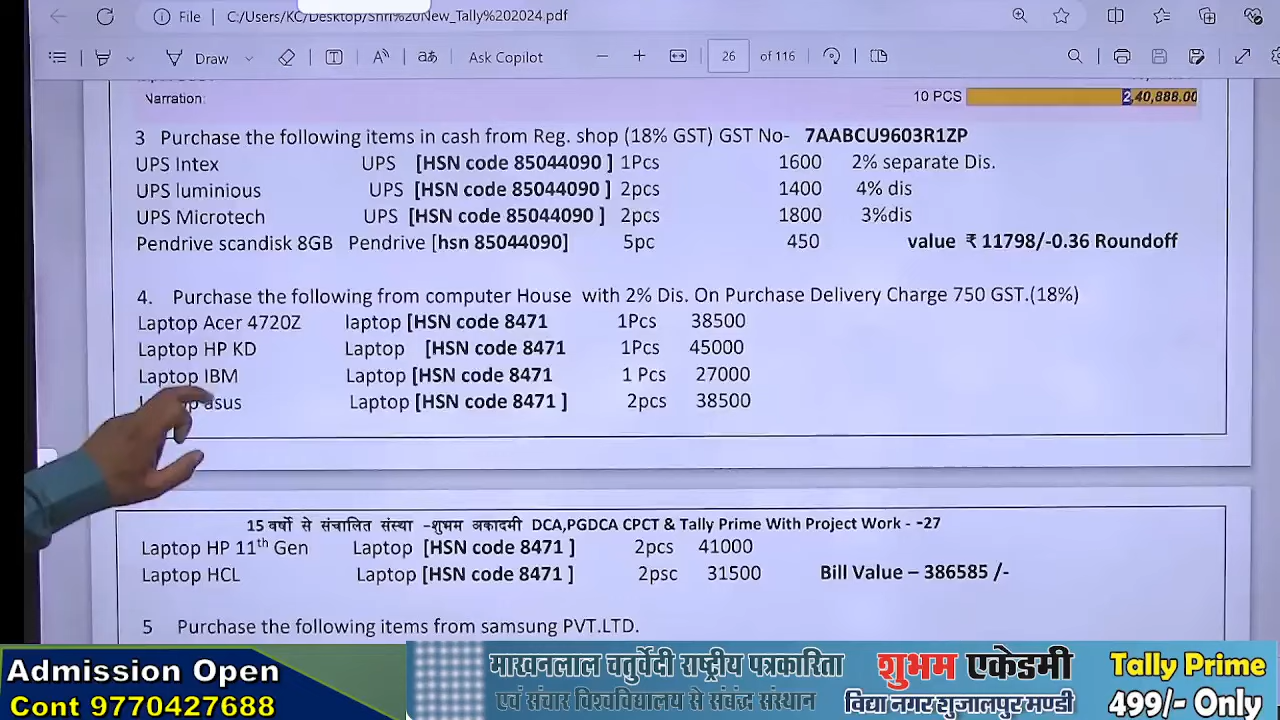 File C:/Users/KC/Desktop/Shri%20New_Tally%202024.pdf
Draw Ask Copilot 26 of 116
Narration: 10 PCS 2,40,888.00
3 Purchase the following items in cash from Reg. shop (18% GST) GST No- 7AABCU9603R1ZP
UPS Intex UPS [HSN code 85044090 ] 1Pcs 1600 2% separate Dis.
UPS luminious UPS [HSN code 85044090 ] 2pcs 1400 4% dis
UPS Microtech UPS [HSN code 85044090 ] 2pcs 1800 3%dis
Pendrive scandisk 8GB Pendrive [hsn 85044090] 5pc 450 value ₹ 11798/-0.36 Roundoff
4. Purchase the following from computer House with 2% Dis. On Purchase Delivery Charge 750 GST.(18%)
Laptop Acer 4720Z laptop [HSN code 8471 1Pcs 38500
Laptop HP KD Laptop [HSN code 8471 1Pcs 45000
Laptop IBM Laptop [HSN code 8471 1 Pcs 27000
asus Laptop [HSN code 8471 ] 2pcs 38500
15 वर्षो से संचालित संस्था -शुभम अकादमी DCA,PGDCA CPCT & Tally Prime With Project Work - -27
Laptop HP 11th Gen Laptop [HSN code 8471 ] 2pcs 41000
Laptop HCL Laptop [HSN code 8471 ] 2psc 31500 Bill Value – 386585 /-
5 Purchase the following items from samsung PVT.LTD.
Admission Open
Cont 9770427688
माखनलाल चतुर्वेदी राष्ट्रीय पत्रकारिता
एवं संचार विश्वविद्यालय से संबंद्ध संस्थान
शुभम एकेडमी
विद्या नगर शुजालपुर मण्डी
Tally Prime
499/- Only